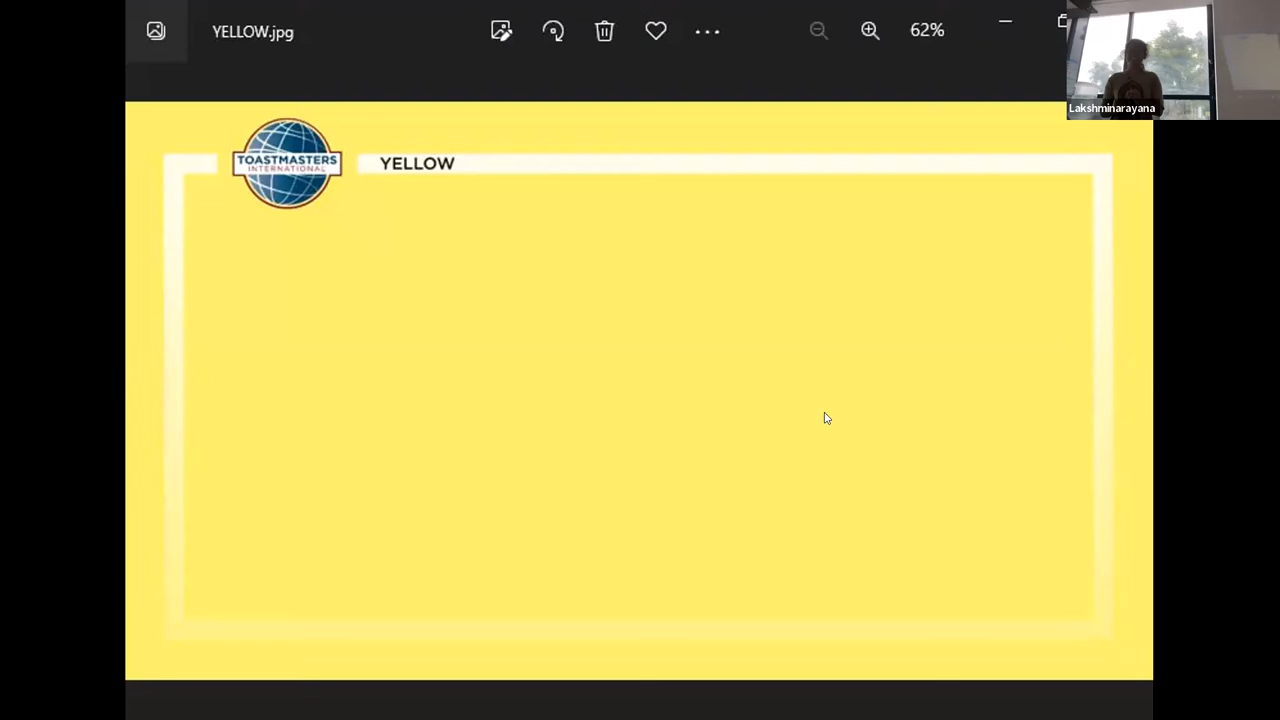 YELLOW.jpg
62%
Lakshminarayana
TOASTMASTERS
INTERNATIONAL
YELLOW